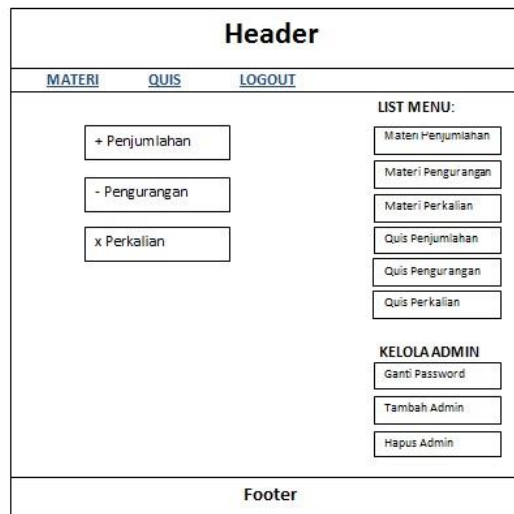 Header
MATERI QUIS LOGOUT
+ Penjumlahan
- Pengurangan
x Perkalian
LIST MENU:
Materi Penjumlahan
Materi Pengurangan
Materi Perkalian
Quis Penjumlahan
Quis Pengurangan
Quis Perkalian
KELOLA ADMIN
Ganti Password
Tambah Admin
Hapus Admin
Footer